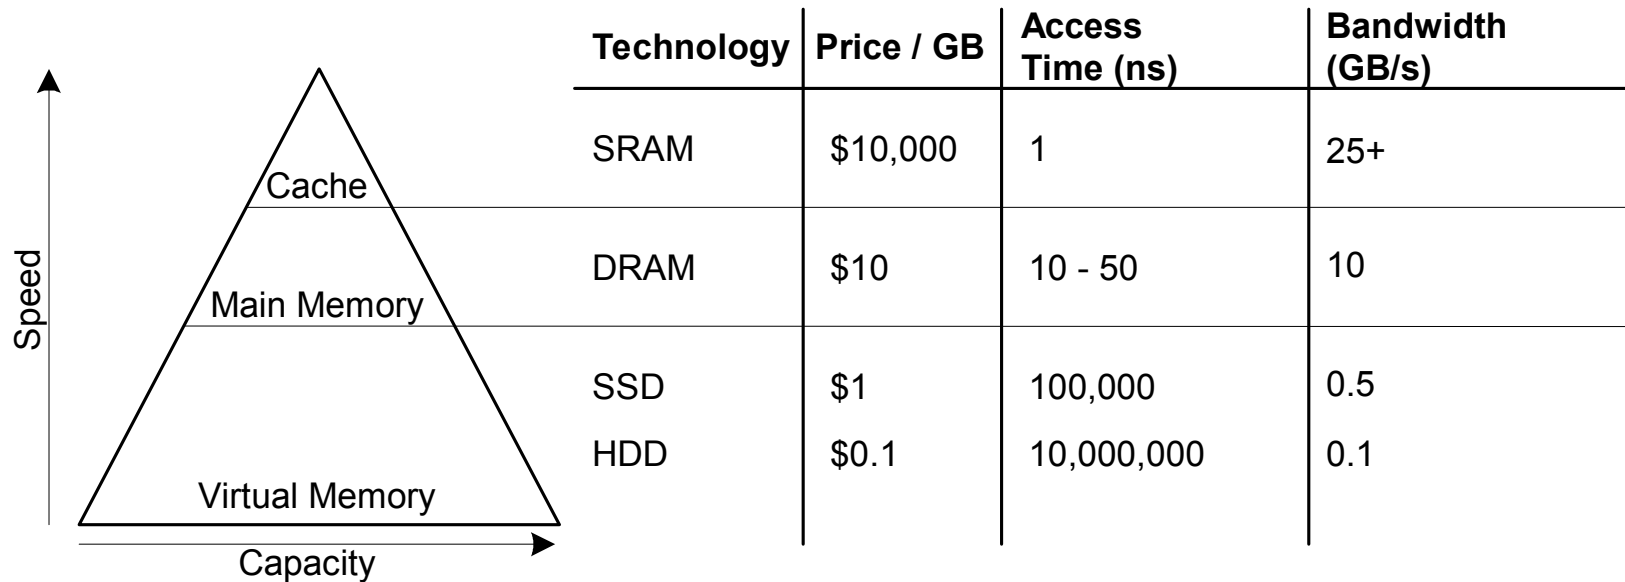 Technology Price / GB Access Time (ns) Bandwidth (GB/s)
SRAM $10,000 1 25+
Cache
DRAM $10 10 - 50 10
Main Memory
SSD $1 100,000 0.5
HDD $0.1 10,000,000 0.1
Virtual Memory
Speed
Capacity